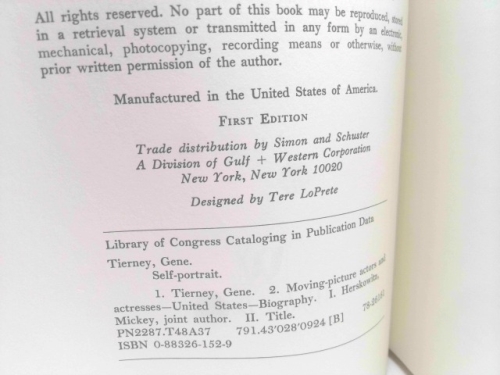 All rights reserved. No part of this book may be reproduced, stored
in a retrieval system or transmitted in any form by an electronic,
mechanical, photocopying, recording means or otherwise, without
prior written permission of the author.
Manufactured in the United States of America.
FIRST EDITION
Trade distribution by Simon and Schuster
A Division of Gulf + Western Corporation
New York, New York 10020
Designed by Tere LoPrete
Library of Congress Cataloging in Publication Data
Tierney, Gene.
Self-portrait.
1. Tierney, Gene. 2. Moving-picture actors and
actresses—United States—Biography. I. Herskowitz,
Mickey, joint author. II. Title.
PN2287.T48A37 791.43'028'0924 [B]
ISBN 0-88326-152-9